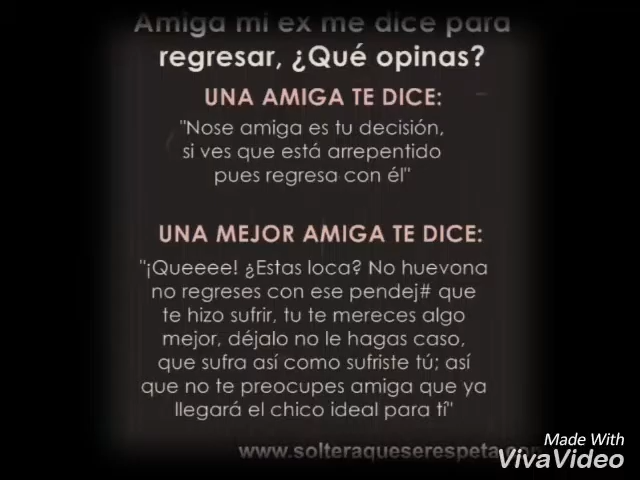 Amiga mi ex me dice para
regresar, ¿Qué opinas?
UNA AMIGA TE DICE:
"Nose amiga es tu decisión,
si ves que está arrepentido
pues regresa con él"
UNA MEJOR AMIGA TE DICE:
"¡Queeee! ¿Estas loca? No huevona
no regreses con ese pendej# que
te hizo sufrir, tu te mereces algo
mejor, déjalo no le hagas caso,
que sufra así como sufriste tú; así
que no te preocupes amiga que ya
llegará el chico ideal para tí"
www.solteraqueserespeta.com
Made With
VivaVideo